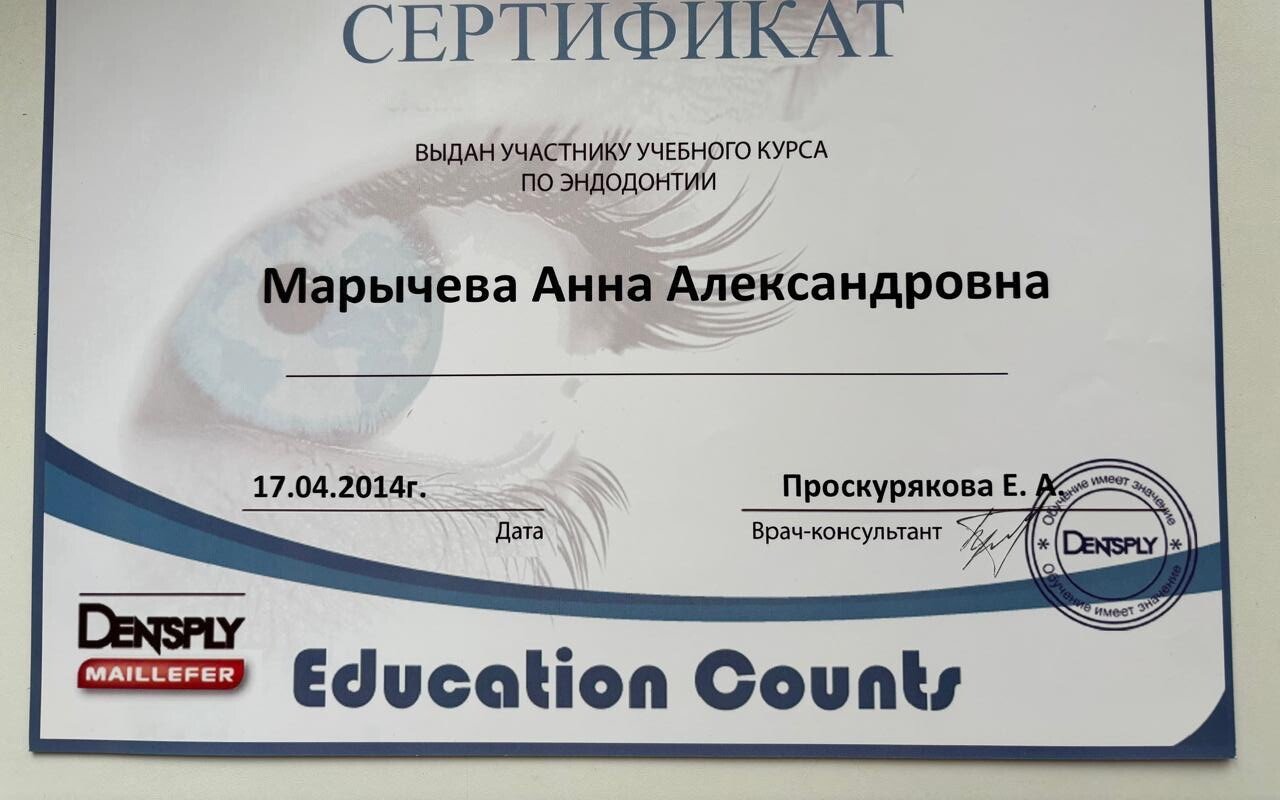 СЕРТИФИКАТ
ВЫДАН УЧАСТНИКУ УЧЕБНОГО КУРСА
ПО ЭНДОДОНТИИ
Марычева Анна Александровна
17.04.2014г.
Проскурякова Е. А.
Дата
Врач-консультант
Обучение имеет значение
* DENTSPLY *
Обучение имеет значение
DENTSPLY
MAILLEFER
Education Counts